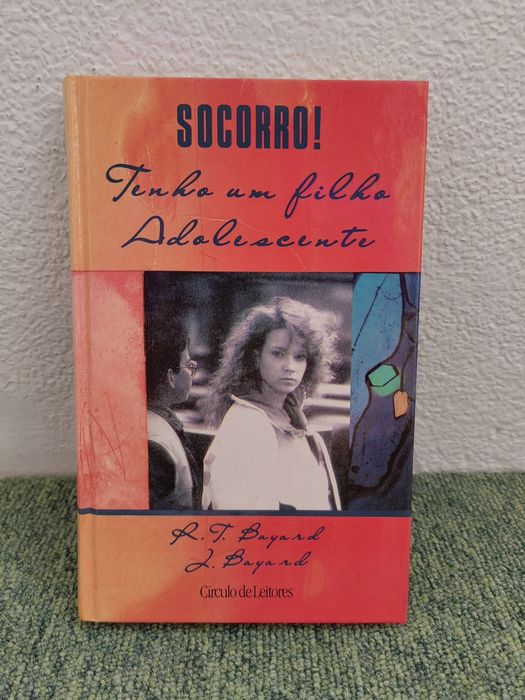 SOCORRO!
Tenho um filho
Adolescente
R. T. Bayard
J. Bayard
Círculo de Leitores